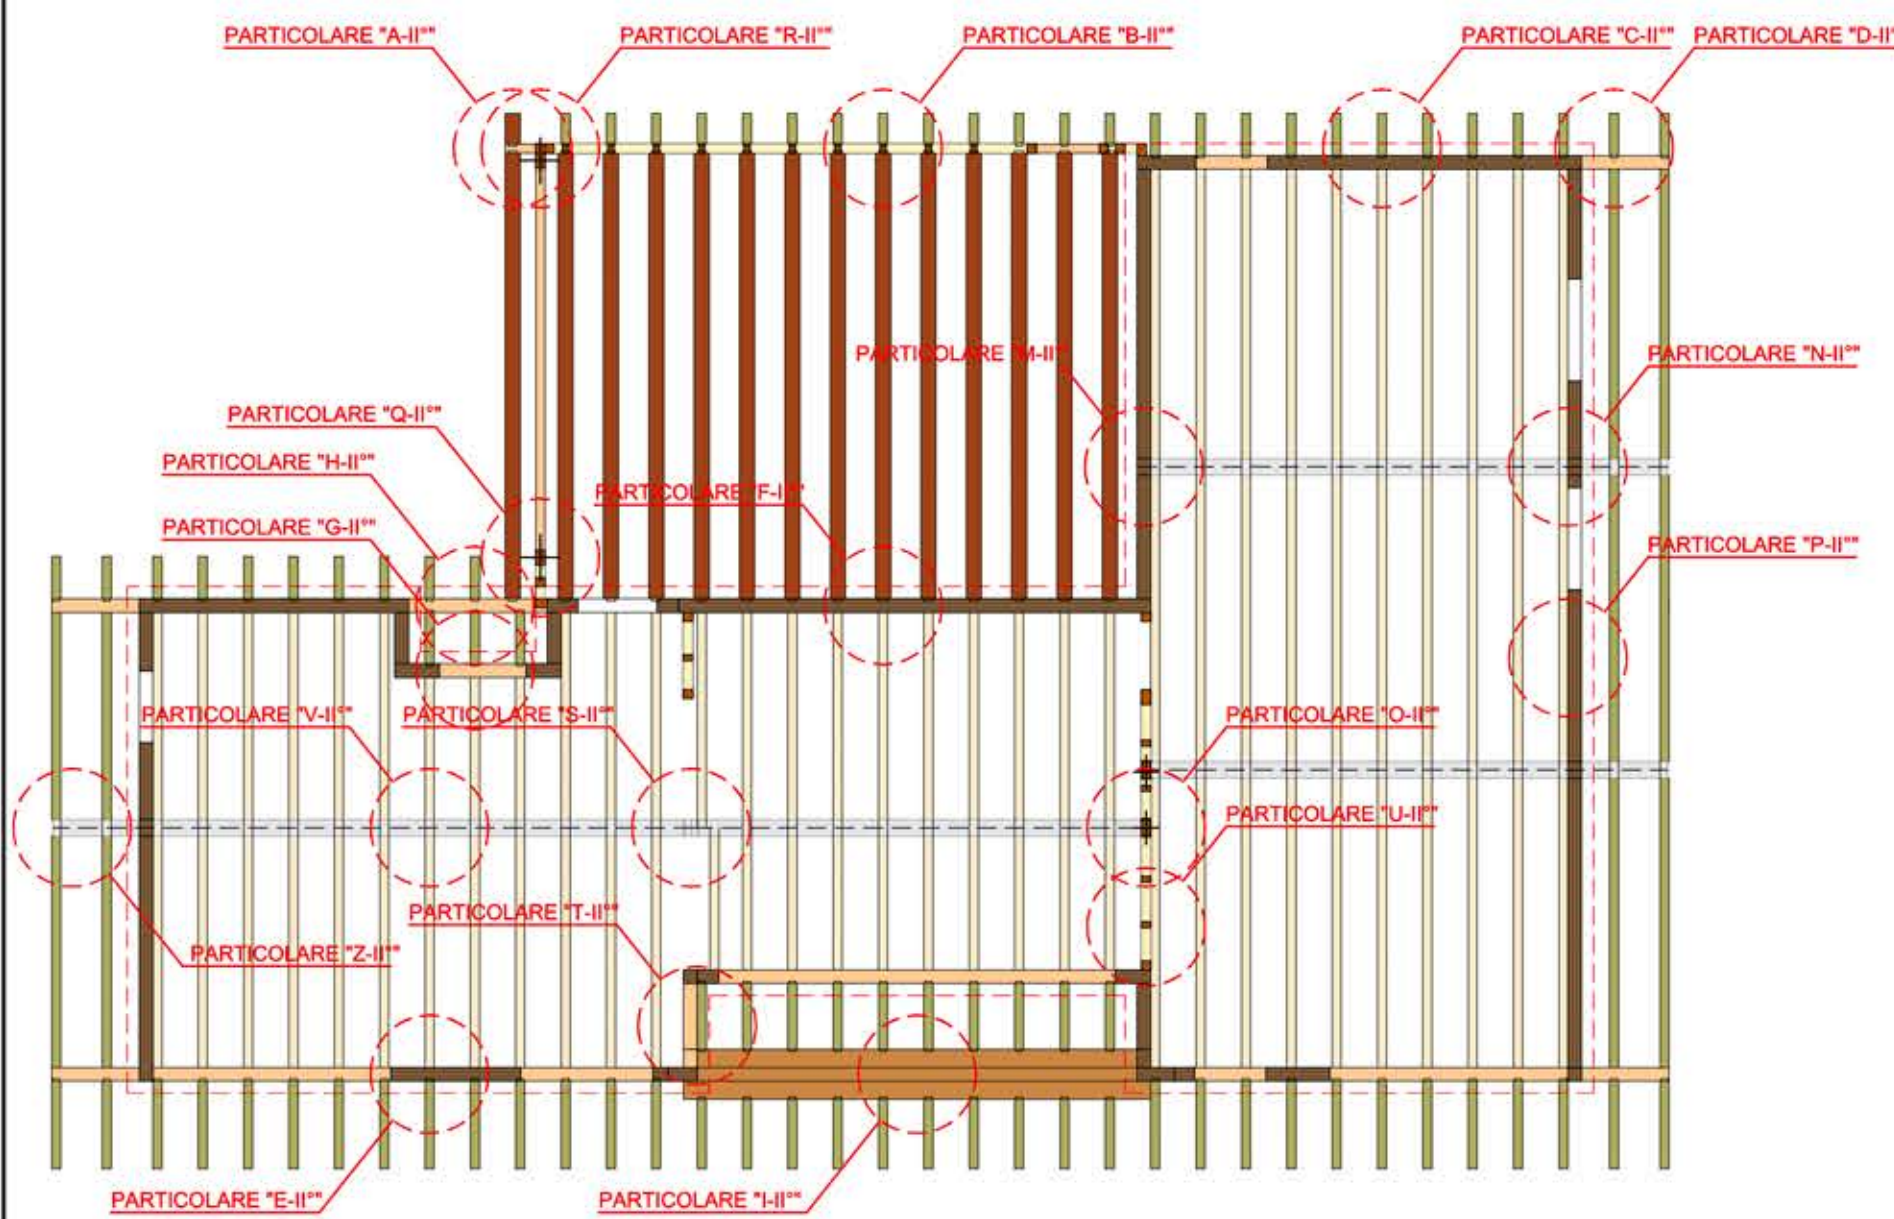 PARTICOLARE "A-II°"
PARTICOLARE "R-II°"
PARTICOLARE "B-II°"
PARTICOLARE "C-II°"
PARTICOLARE "D-II°
PARTICOLARE "M-II°
PARTICOLARE "N-II°"
PARTICOLARE "Q-II°"
PARTICOLARE "H-II°"
PARTICOLARE "F-II°"
PARTICOLARE "G-II°"
PARTICOLARE "P-II°"
PARTICOLARE "V-II°"
PARTICOLARE "S-II°"
PARTICOLARE "O-II°"
PARTICOLARE "U-II°"
PARTICOLARE "T-II°"
PARTICOLARE "Z-II°"
PARTICOLARE "E-II°"
PARTICOLARE "I-II°"